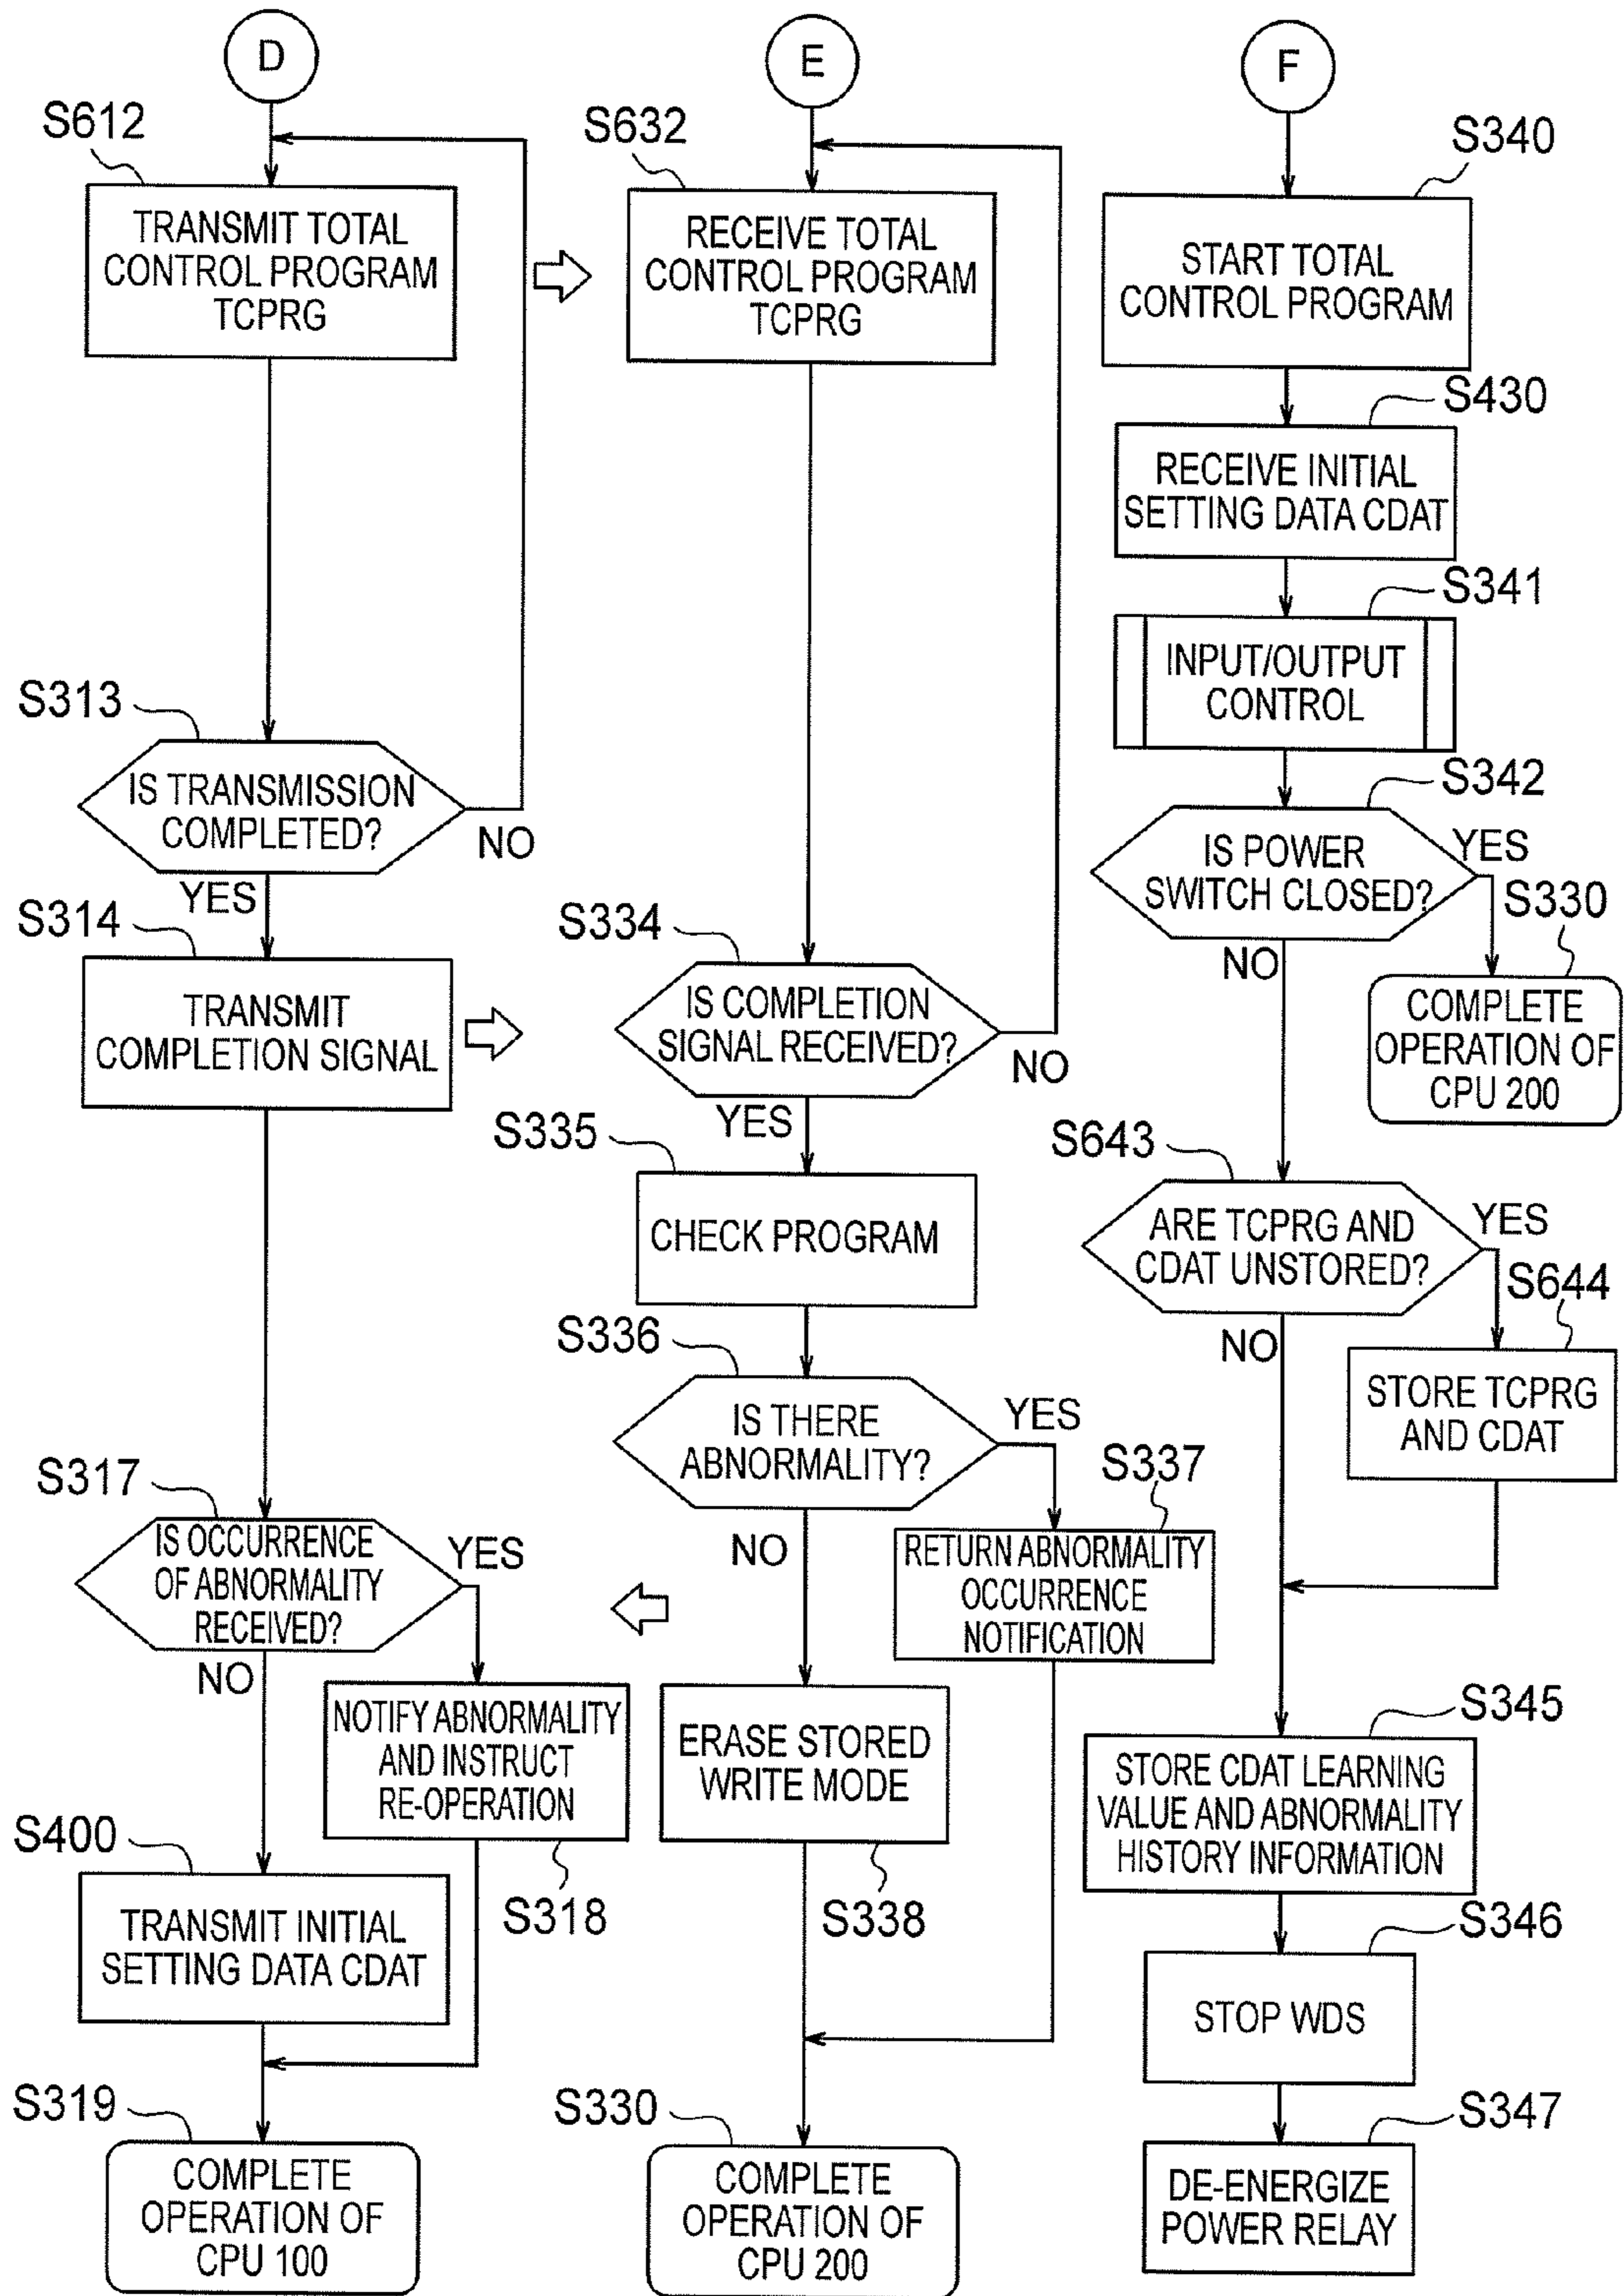 D
S612
TRANSMIT TOTAL
CONTROL PROGRAM
TCPRG
S313
IS TRANSMISSION
COMPLETED?
NO
YES
S314
TRANSMIT
COMPLETION SIGNAL
S317
IS OCCURRENCE
OF ABNORMALITY
RECEIVED?
YES
NO
NOTIFY ABNORMALITY
AND INSTRUCT
RE-OPERATION
S318
S400
TRANSMIT INITIAL
SETTING DATA CDAT
S319
COMPLETE
OPERATION OF
CPU 100
E
S632
RECEIVE TOTAL
CONTROL PROGRAM
TCPRG
S334
IS COMPLETION
SIGNAL RECEIVED?
NO
YES
S335
CHECK PROGRAM
S336
IS THERE
ABNORMALITY?
YES
NO
S337
RETURN ABNORMALITY
OCCURRENCE
NOTIFICATION
ERASE STORED
WRITE MODE
S338
S330
COMPLETE
OPERATION OF
CPU 200
F
S340
START TOTAL
CONTROL PROGRAM
S430
RECEIVE INITIAL
SETTING DATA CDAT
S341
INPUT/OUTPUT
CONTROL
S342
IS POWER
SWITCH CLOSED?
YES
NO
S330
COMPLETE
OPERATION OF
CPU 200
S643
ARE TCPRG AND
CDAT UNSTORED?
YES
NO
S644
STORE TCPRG
AND CDAT
S345
STORE CDAT LEARNING
VALUE AND ABNORMALITY
HISTORY INFORMATION
S346
STOP WDS
S347
DE-ENERGIZE
POWER RELAY